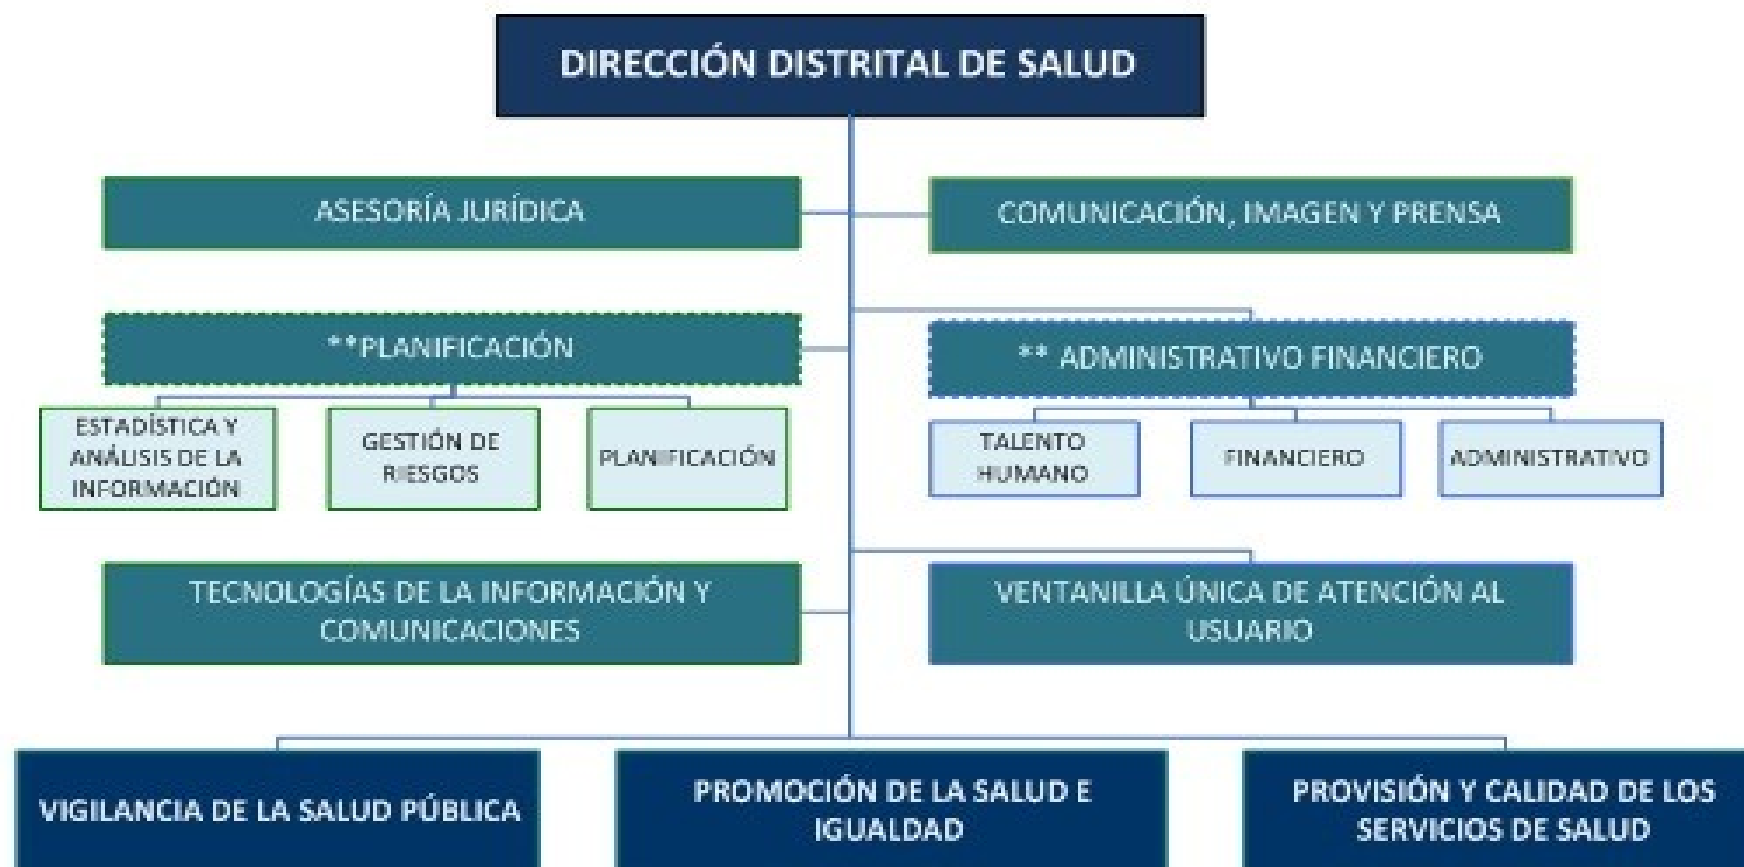 DIRECCIÓN DISTRITAL DE SALUD
ASESORÍA JURÍDICA
COMUNICACIÓN, IMAGEN Y PRENSA
**PLANIFICACIÓN
** ADMINISTRATIVO FINANCIERO
ESTADÍSTICA Y
ANÁLISIS DE LA
INFORMACIÓN
GESTIÓN DE
RIESGOS
PLANIFICACIÓN
TALENTO
HUMANO
FINANCIERO
ADMINISTRATIVO
TECNOLOGÍAS DE LA INFORMACIÓN Y
COMUNICACIONES
VENTANILLA ÚNICA DE ATENCIÓN AL
USUARIO
VIGILANCIA DE LA SALUD PÚBLICA
PROMOCIÓN DE LA SALUD E
IGUALDAD
PROVISIÓN Y CALIDAD DE LOS
SERVICIOS DE SALUD